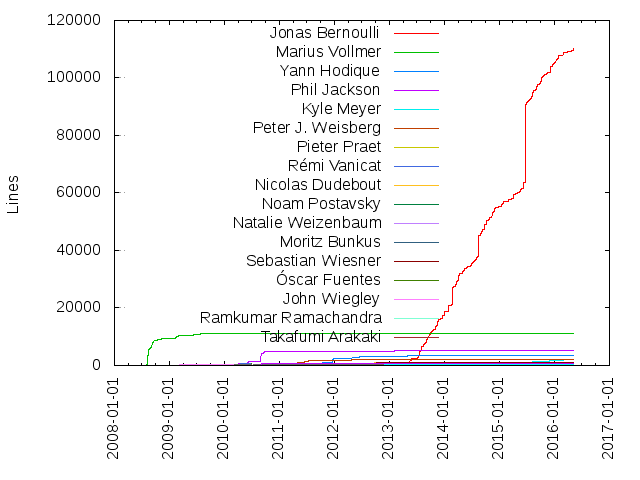 120000
100000
80000
60000
40000
20000
0
Lines
Jonas Bernoulli
Marius Vollmer
Yann Hodique
Phil Jackson
Kyle Meyer
Peter J. Weisberg
Pieter Praet
Rémi Vanicat
Nicolas Dudebout
Noam Postavsky
Natalie Weizenbaum
Moritz Bunkus
Sebastian Wiesner
Óscar Fuentes
John Wiegley
Ramkumar Ramachandra
Takafumi Arakaki
2008-01-01
2009-01-01
2010-01-01
2011-01-01
2012-01-01
2013-01-01
2014-01-01
2015-01-01
2016-01-01
2017-01-01